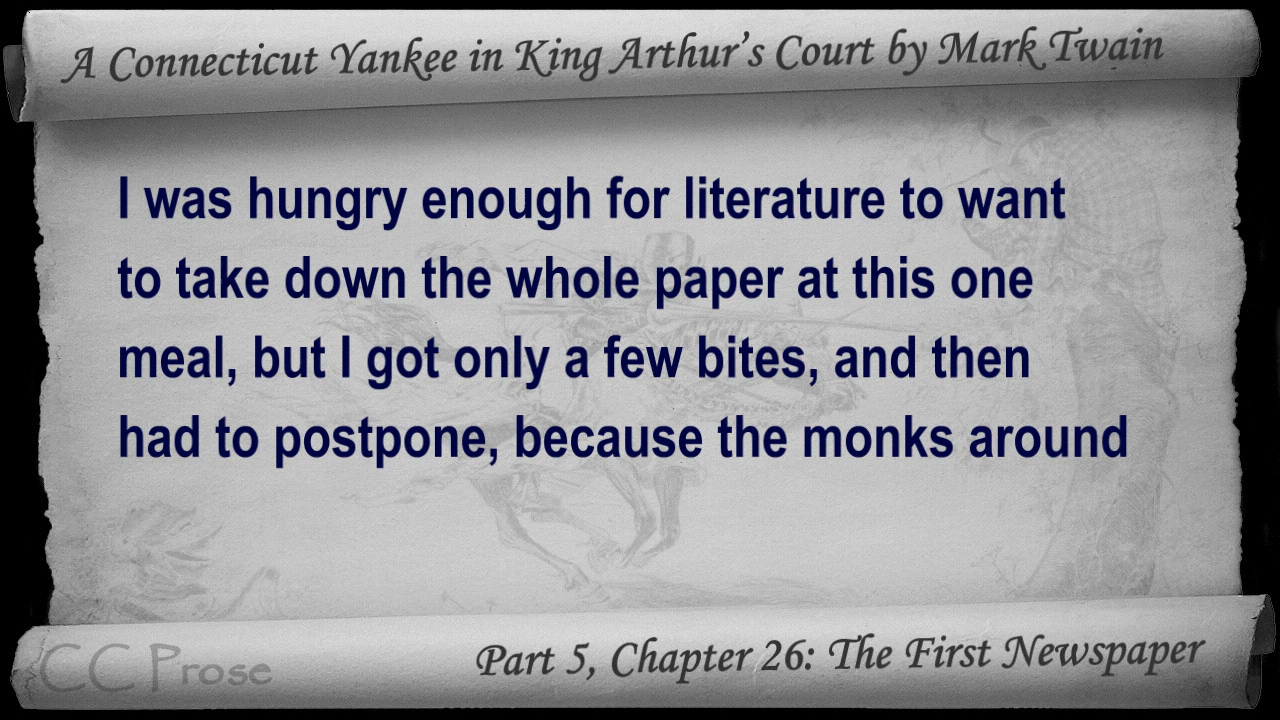 A Connecticut Yankee in King Arthur's Court by Mark Twain
I was hungry enough for literature to want
to take down the whole paper at this one
meal, but I got only a few bites, and then
had to postpone, because the monks around
CC Prose
Part 5, Chapter 26: The First Newspaper